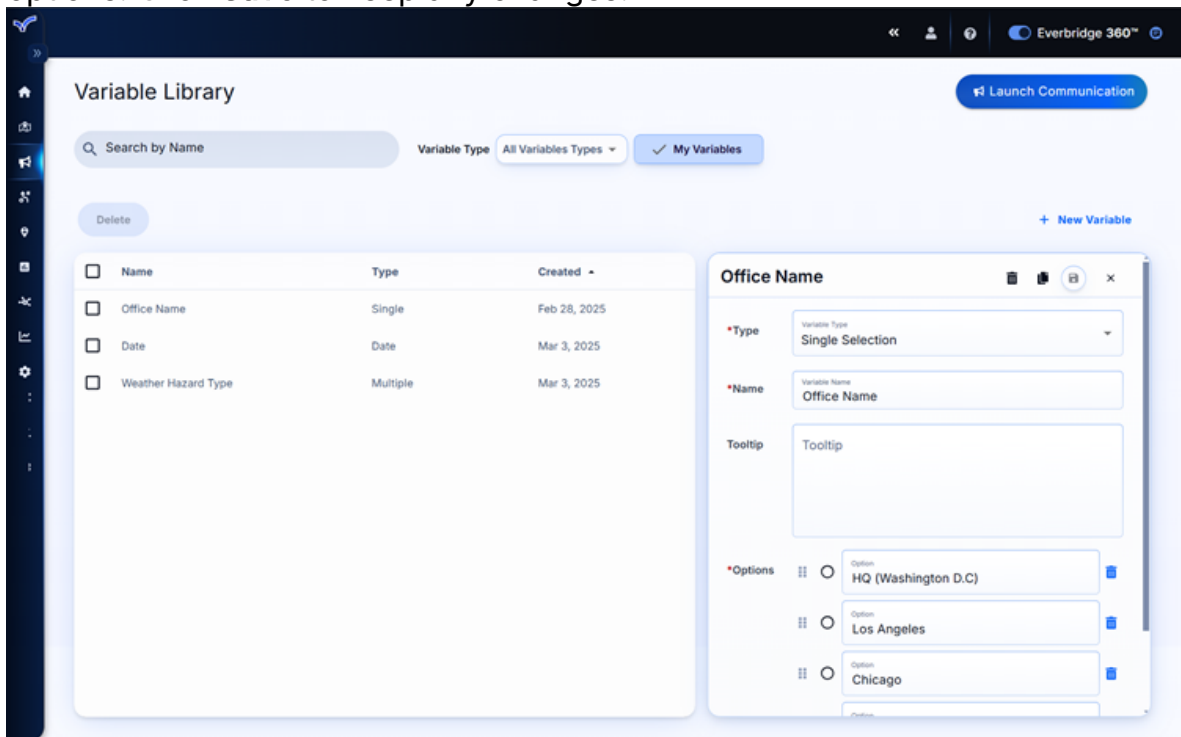 Everbridge 360™
Variable Library
Launch Communication
Search by Name
Variable Type
All Variables Types
My Variables
Delete
+ New Variable
Name Type Created
Office Name Single Feb 28, 2025
Date Date Mar 3, 2025
Weather Hazard Type Multiple Mar 3, 2025
Office Name
*Type
Variable Type
Single Selection
*Name
Variable Name
Office Name
Tooltip
Tooltip
*Options
Option
HQ (Washington D.C)
Option
Los Angeles
Option
Chicago
Option